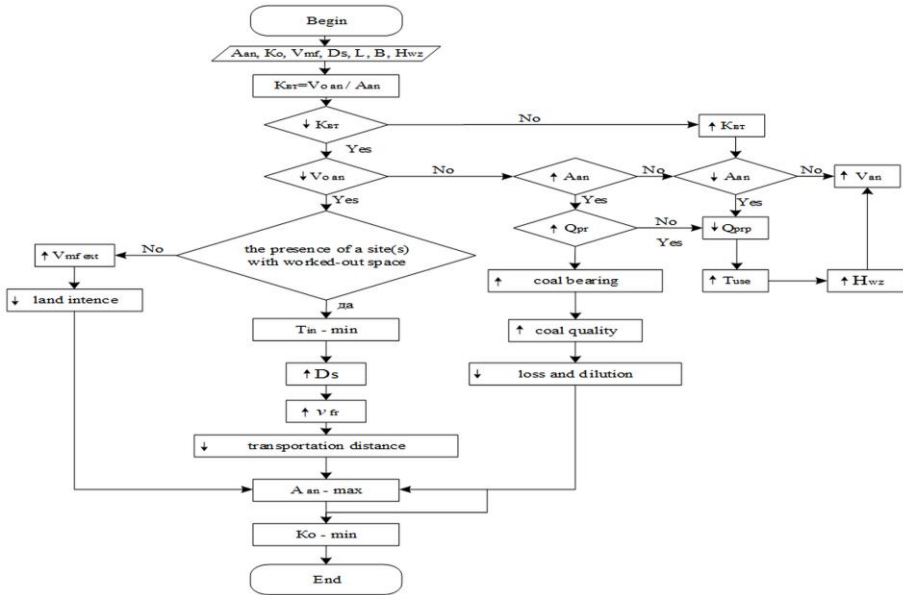 Begin
Aan, Ko, Vmf, Ds, L, B, Hwz
Kвт=Vo an / Aan
↓ Kвт
No
↑ Kвт
Yes
↓ Vo an
No
↑ Aan
No
↓ Aan
No
↑ Van
Yes
Yes
Yes
the presence of a site(s)
with worked-out space
No
↑ Vmf ext
↑ Qpr
No
Yes
↓ Qprp
↓ land intence
↑ coal bearing
↑ Tuse
↑ Hwz
да
Tin - min
↑ coal quality
↑ Ds
↓ loss and dilution
↑ v fr
↓ transportation distance
A an - max
Ko - min
End